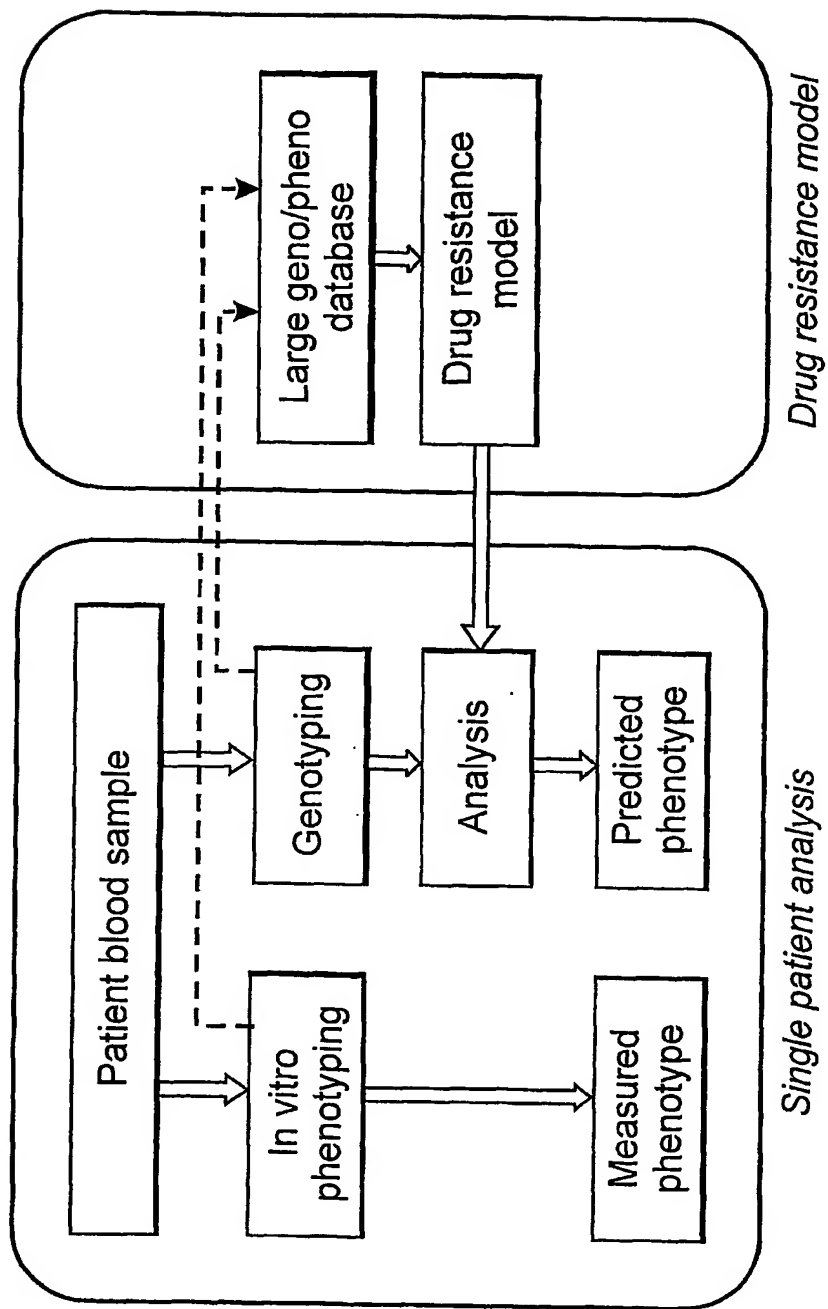 Patient blood sample
In vitro
phenotyping
Genotyping
Analysis
Measured
phenotype
Predicted
phenotype
Single patient analysis
Large geno/pheno
database
Drug resistance
model
Drug resistance model